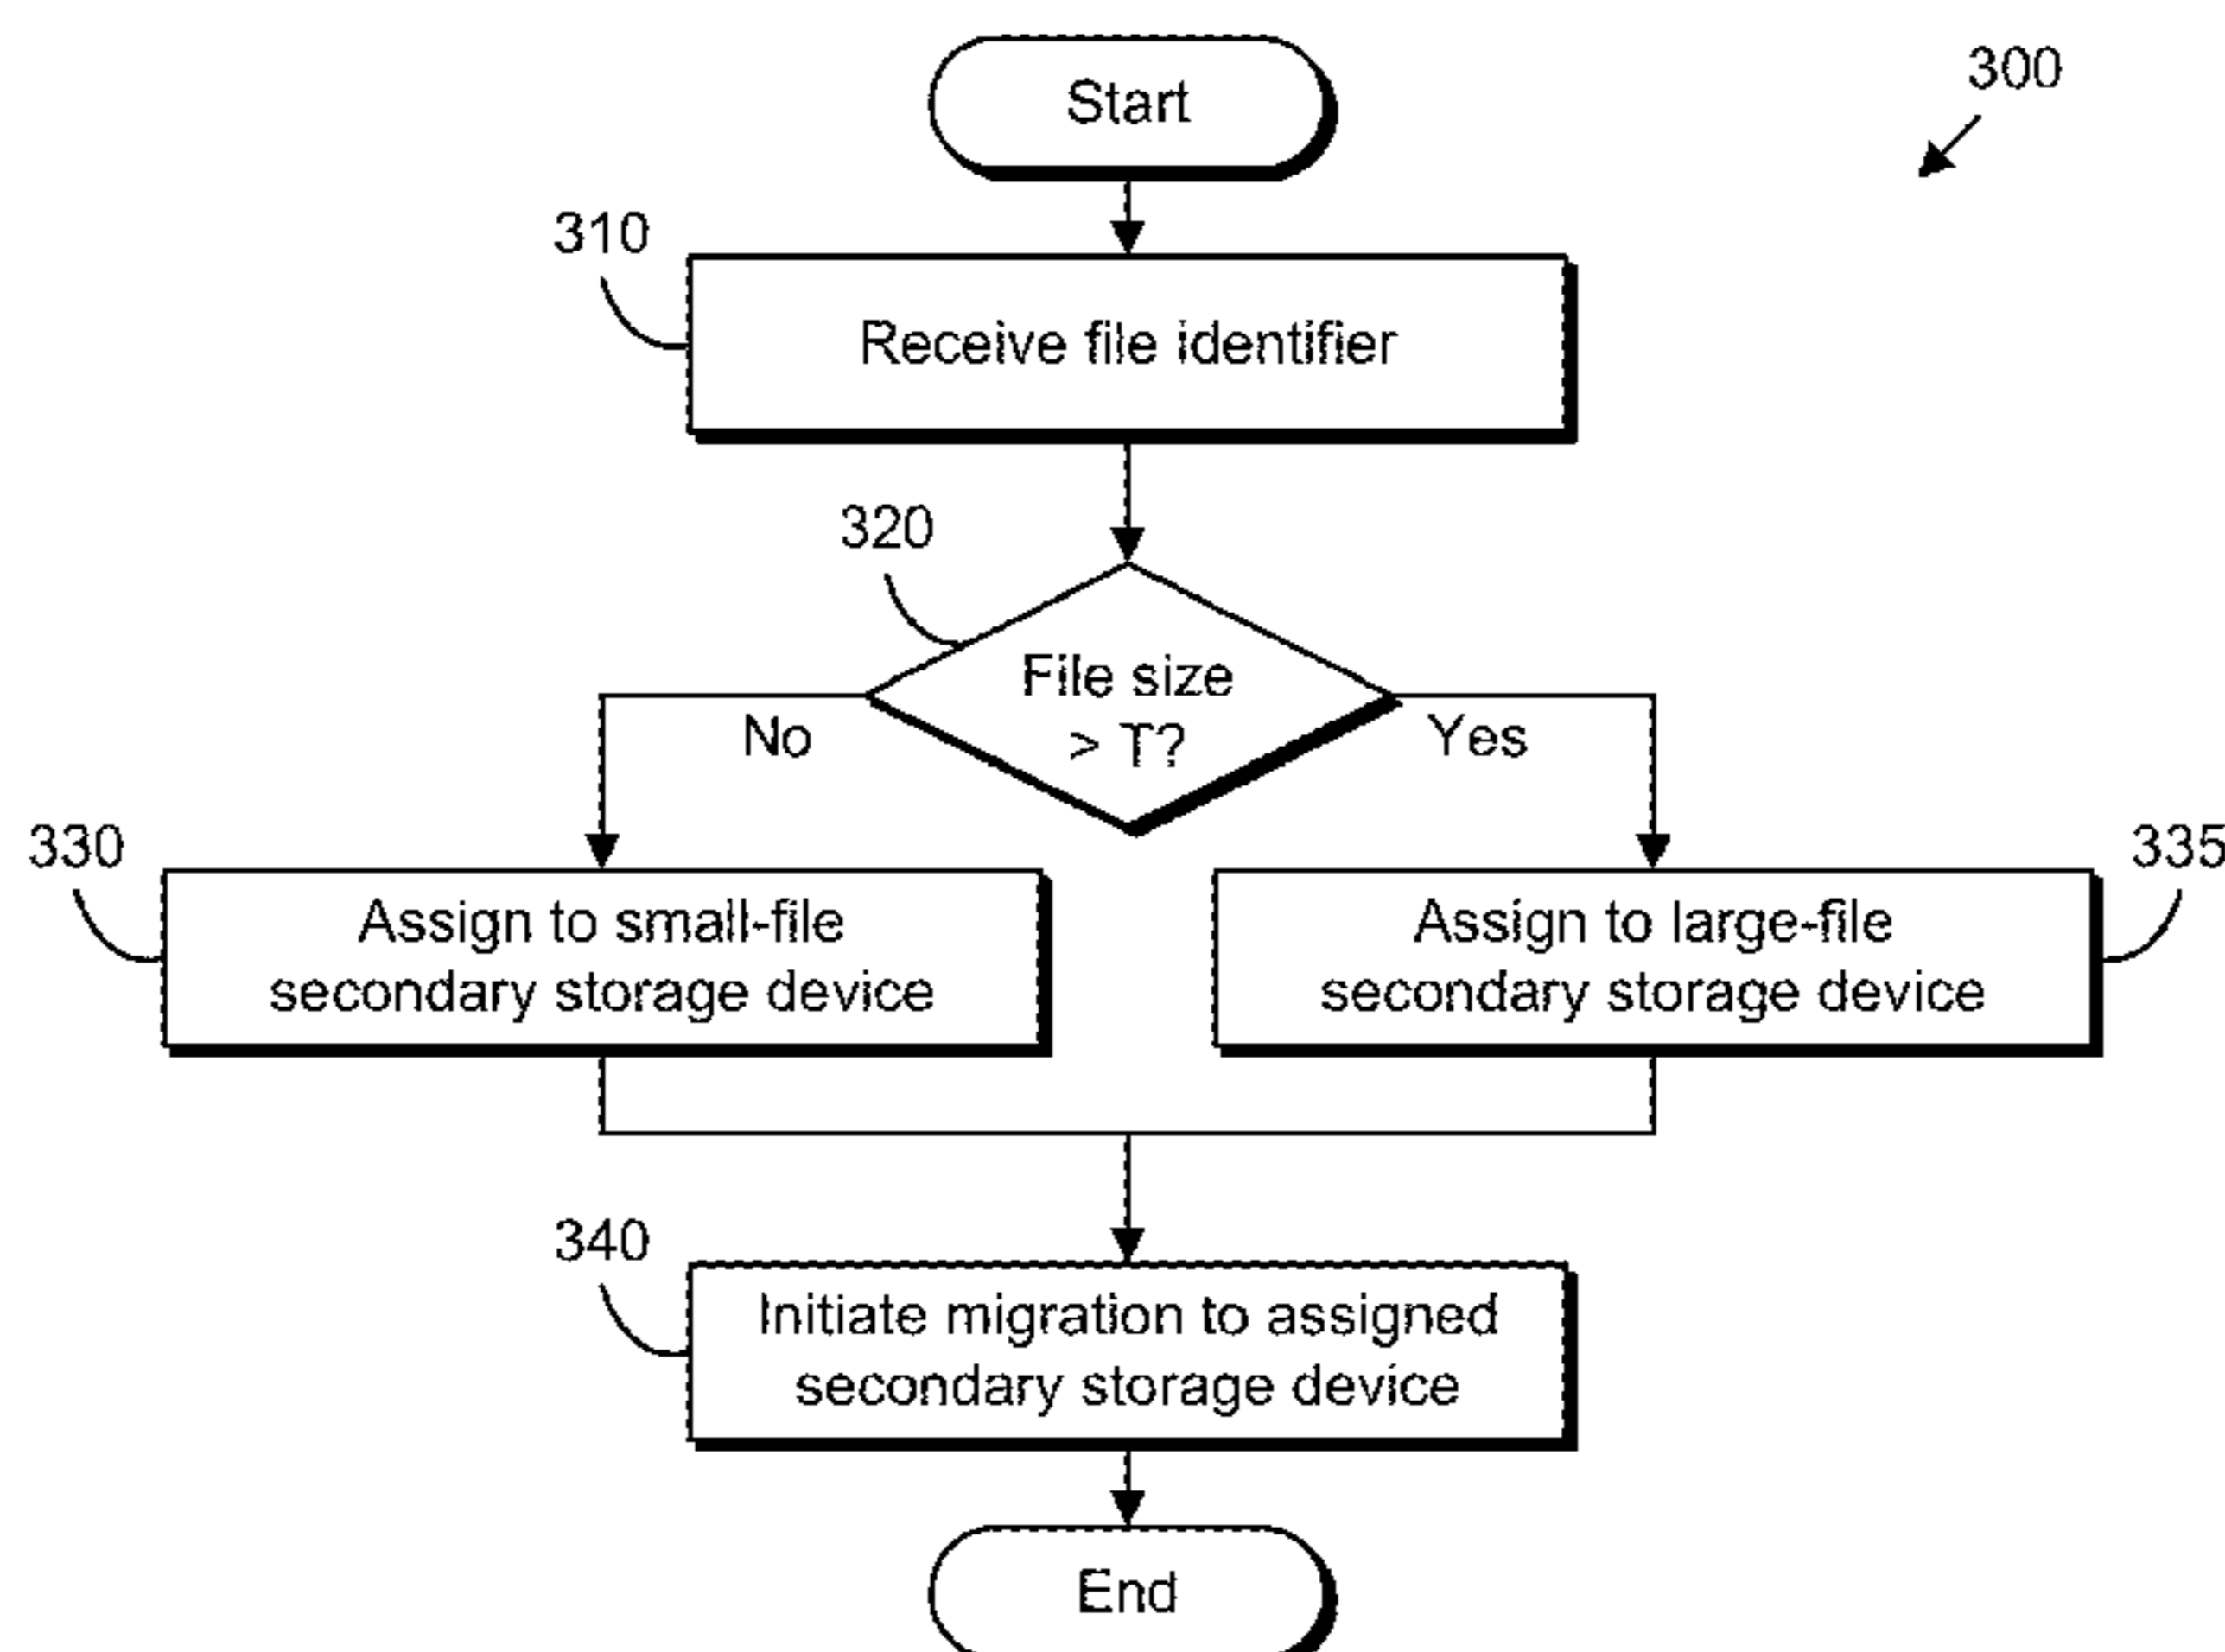 Start
300
310
Receive file identifier
320
File size
> T?
No
Yes
330
Assign to small-file
secondary storage device
335
Assign to large-file
secondary storage device
340
Initiate migration to assigned
secondary storage device
End